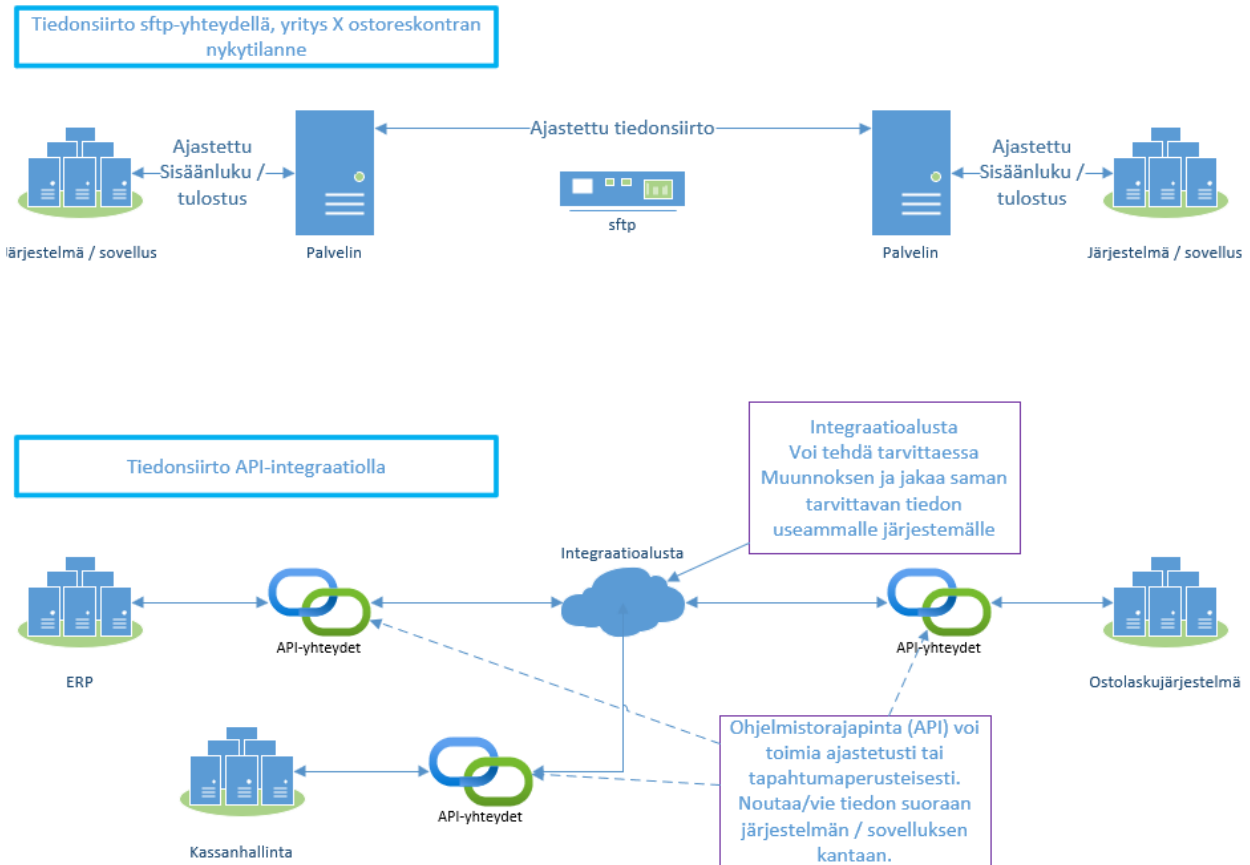 Tiedonsiirto sftp-yhteydellä, yritys X ostoreskontran
nykytilanne
Ajastettu
Sisäänluku /
tulostus
Ajastettu tiedonsiirto
Ajastettu
Sisäänluku /
tulostus
sftp
Järjestelmä / sovellus
Palvelin
Palvelin
Järjestelmä / sovellus
Integraatioalusta
Voi tehdä tarvittaessa
Muunnoksen ja jakaa saman
tarvittavan tiedon
useammalle järjestemälle
Tiedonsiirto API-integraatiolla
Integraatioalusta
API-yhteydet
API-yhteydet
ERP
Ostolaskujärjestelmä
Ohjelmistorajapinta (API) voi
toimia ajastetusti tai
tapahtumaperusteisesti.
Noutaa/vie tiedon suoraan
järjestelmän / sovelluksen
kantaan.
API-yhteydet
Kassanhallinta